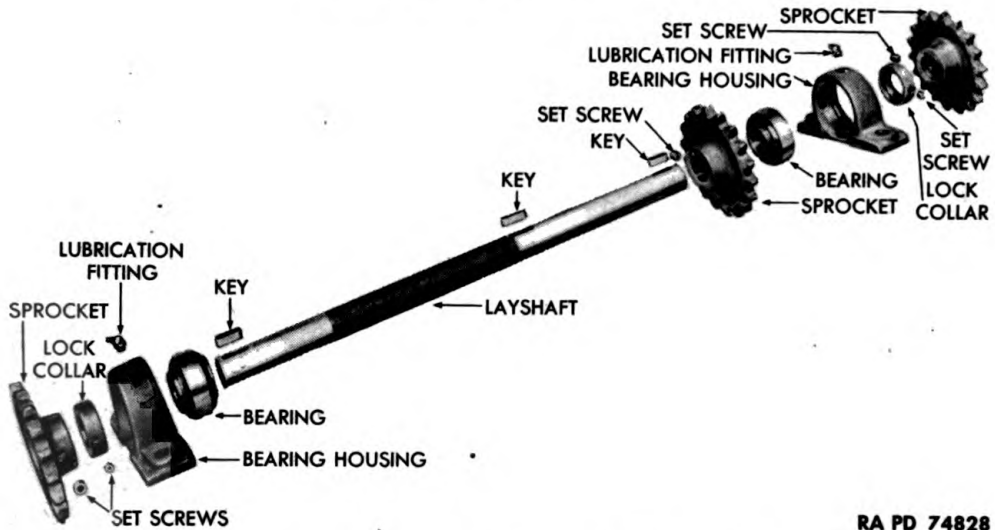 SPROCKET
SET SCREW
LUBRICATION FITTING
BEARING HOUSING
SET SCREW
KEY
SET
SCREW
KEY
BEARING
LOCK
COLLAR
SPROCKET
LUBRICATION
FITTING
KEY
SPROCKET
LAYSHAFT
LOCK
COLLAR
BEARING
BEARING HOUSING
SET SCREWS
RA PD 74828